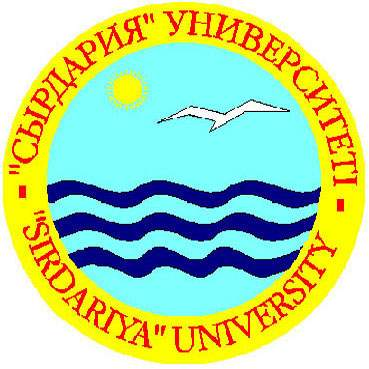 "СЫРДАРИЯ" УНИВЕРСИТЕТІ
"SIRDARIYA" UNIVERSITY